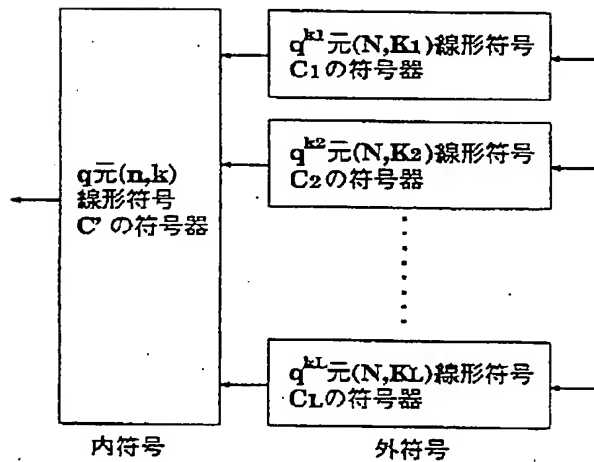 q^k1元(N,K1)線形符号
C1の符号器
q^k2元(N,K2)線形符号
C2の符号器
q元(n,k)
線形符号
C' の符号器
q^kL元(N,KL)線形符号
CLの符号器
内符号
外符号